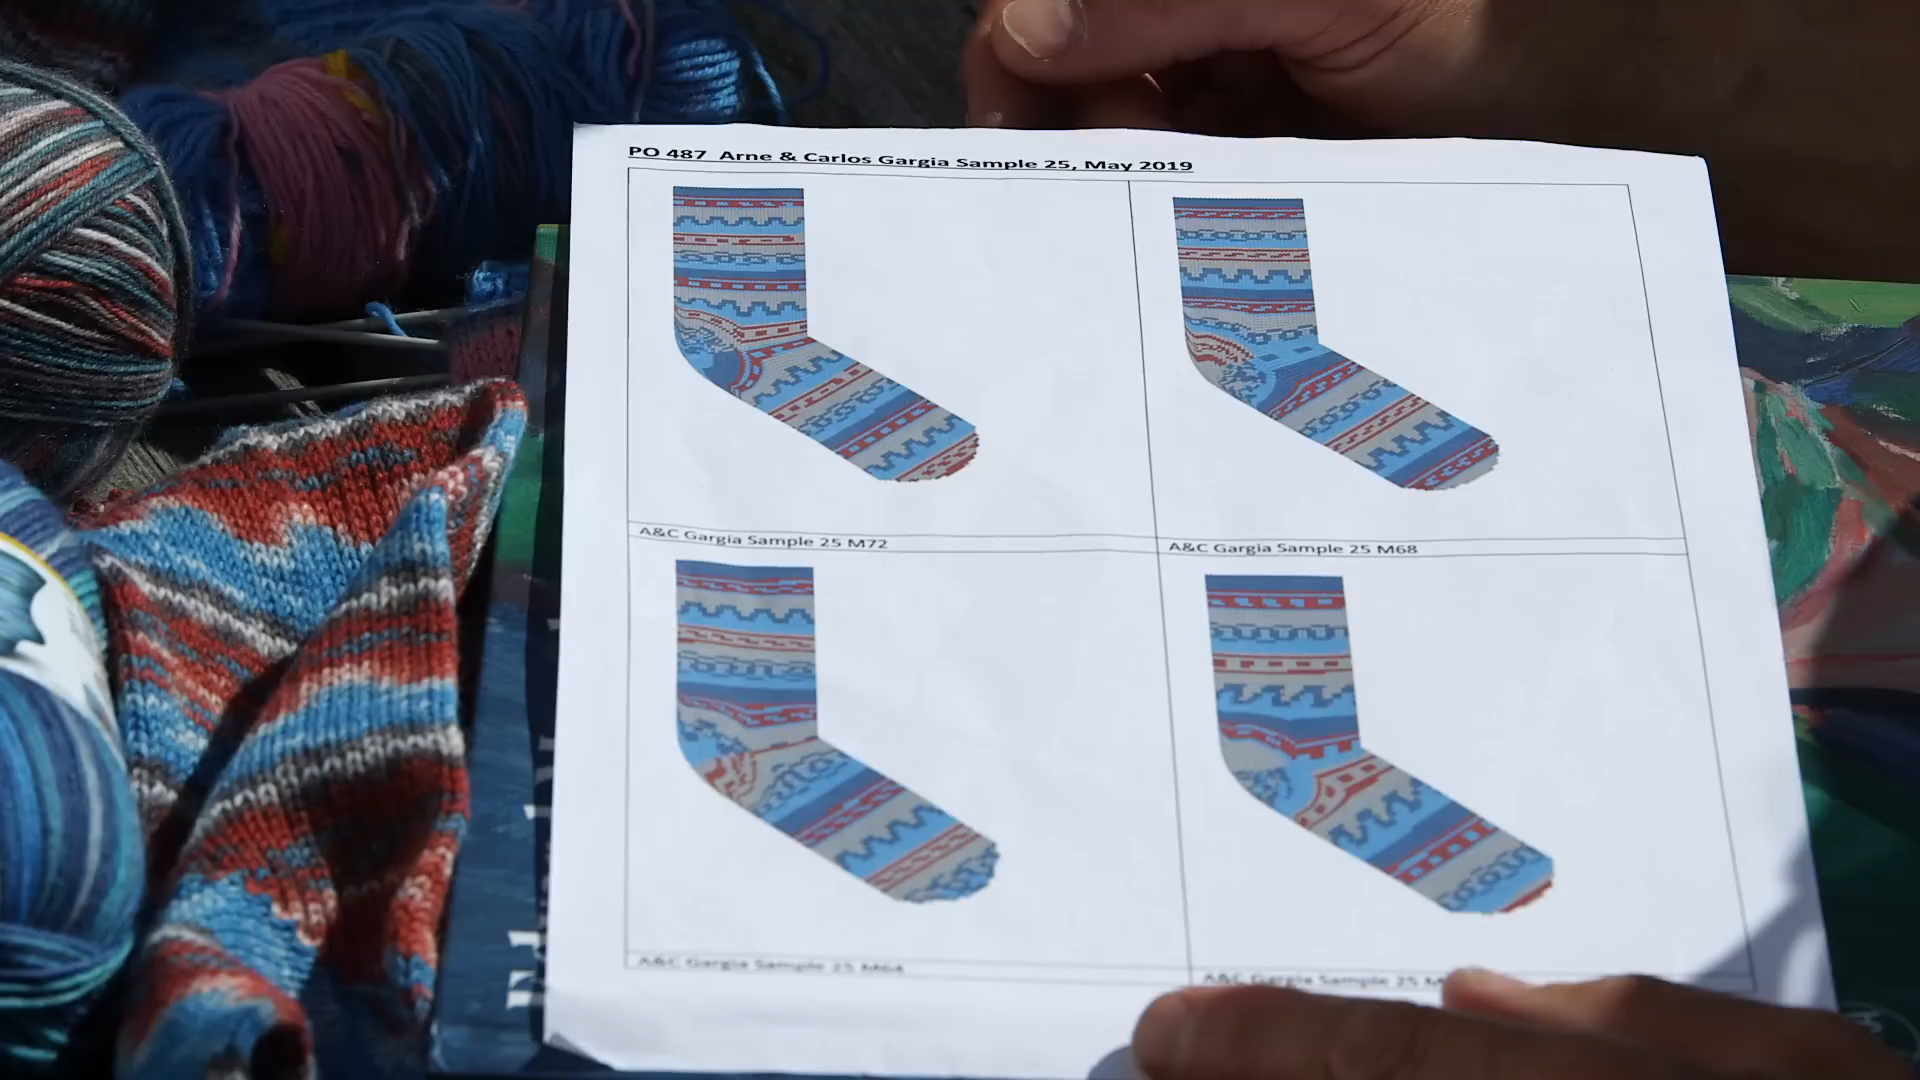 PO 487 Arne & Carlos Gargia Sample 25, May 2019
A&C Gargia Sample 25 M72
A&C Gargia Sample 25 M68
A&C Gargia Sample 25 M64
A&C Gargia Sample 25 M